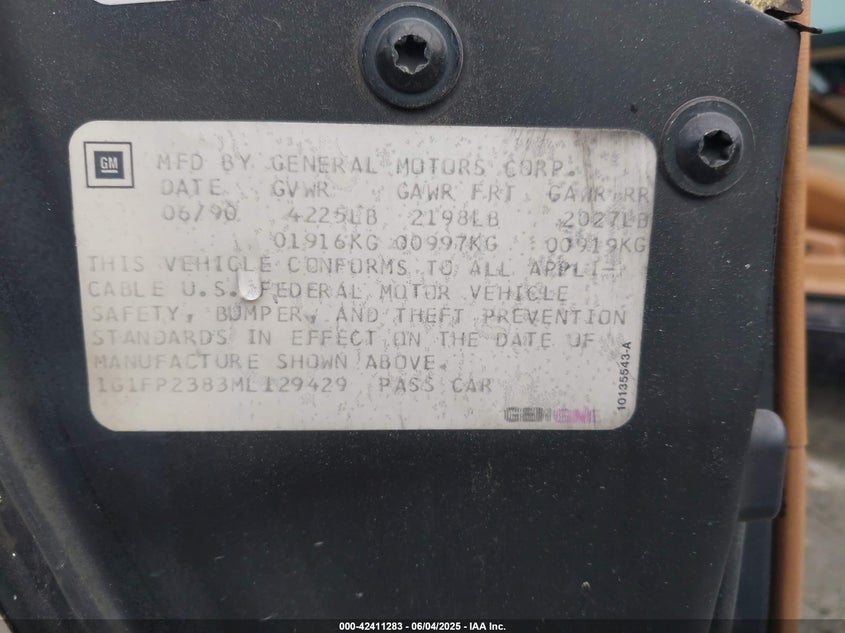 GM
MFD BY GENERAL MOTORS CORP.
DATE GVWR GAWR FRT GAWR RR
06/90 4225LB 2198LB 2027LB
01916KG 00997KG 00919KG
THIS VEHICLE CONFORMS TO ALL APPLI-
CABLE U.S. FEDERAL MOTOR VEHICLE
SAFETY, BUMPER, AND THEFT PREVENTION
STANDARDS IN EFFECT ON THE DATE OF
MANUFACTURE SHOWN ABOVE.
1G1FP2383ML129429 PASS CAR
10135543-A
000-42411283 | 06/04/2025 - IAA Inc.